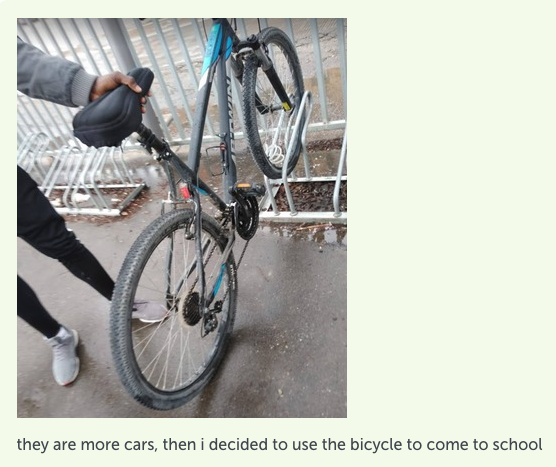 they are more cars, then i decided to use the bicycle to come to school